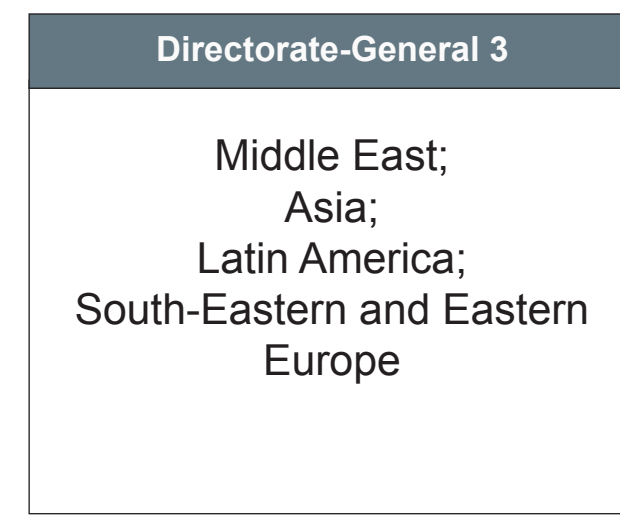 Directorate-General 3
Middle East;
Asia;
Latin America;
South-Eastern and Eastern
Europe